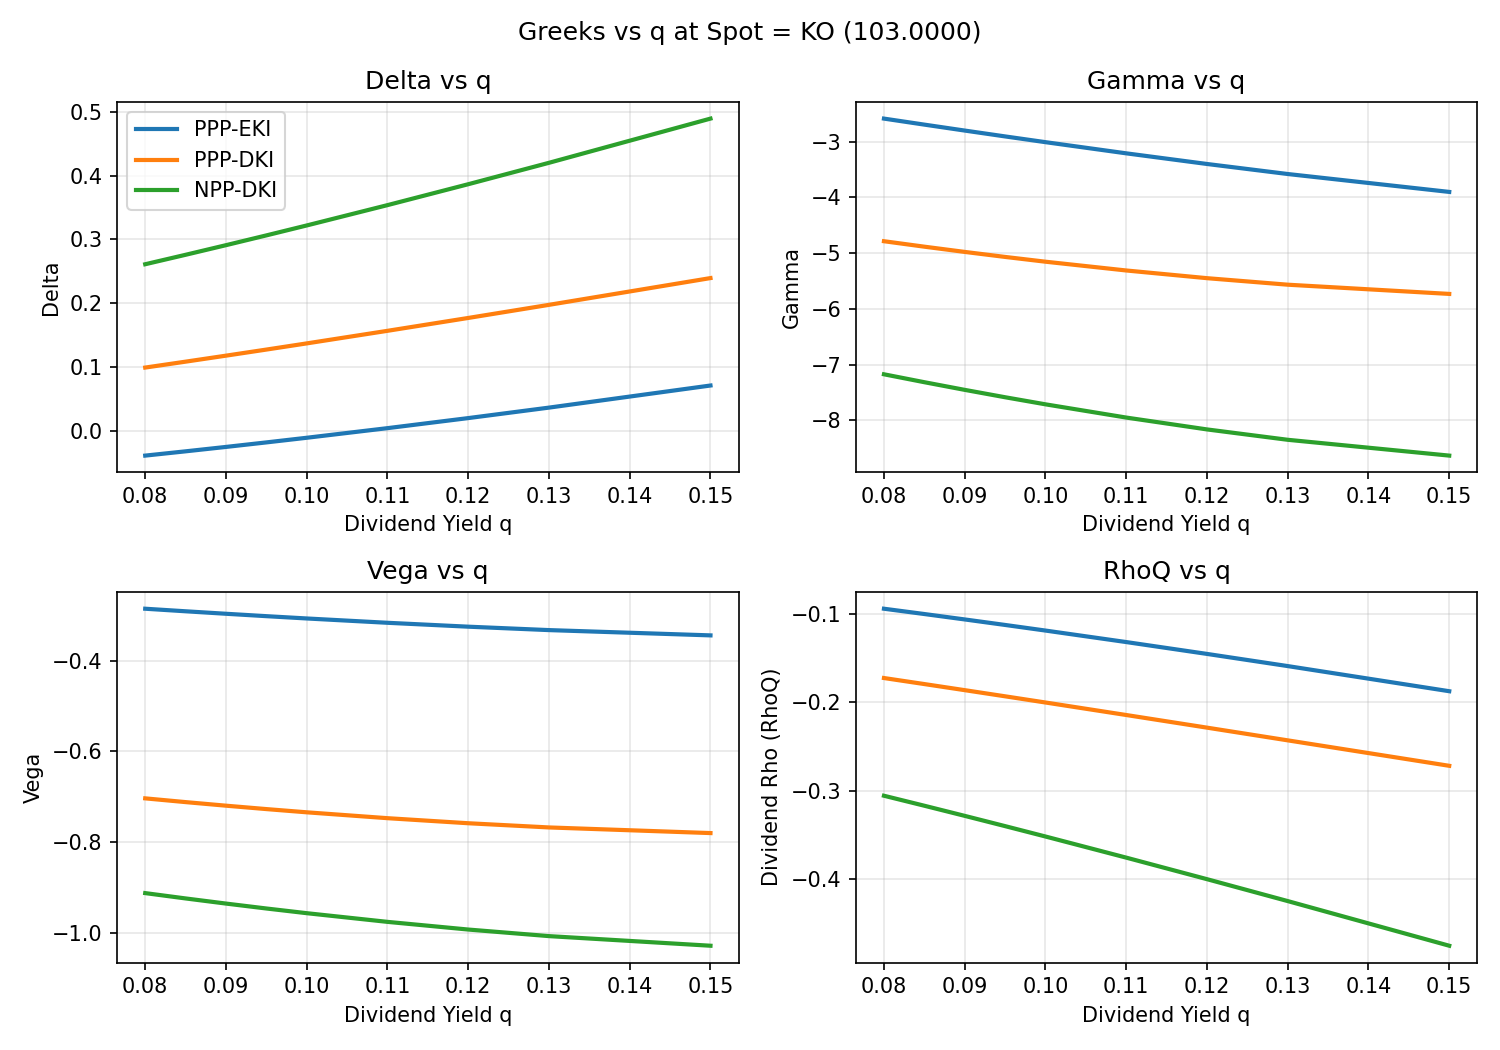 Greeks vs q at Spot = KO (103.0000)
Delta vs q
0.5
0.4
0.3
0.2
0.1
0.0
Delta
PPP-EKI
PPP-DKI
NPP-DKI
0.08 0.09 0.10 0.11 0.12 0.13 0.14 0.15
Dividend Yield q
Gamma vs q
−3
−4
−5
−6
−7
−8
Gamma
0.08 0.09 0.10 0.11 0.12 0.13 0.14 0.15
Dividend Yield q
Vega vs q
−0.4
−0.6
−0.8
−1.0
Vega
0.08 0.09 0.10 0.11 0.12 0.13 0.14 0.15
Dividend Yield q
RhoQ vs q
−0.1
−0.2
−0.3
−0.4
Dividend Rho (RhoQ)
0.08 0.09 0.10 0.11 0.12 0.13 0.14 0.15
Dividend Yield q